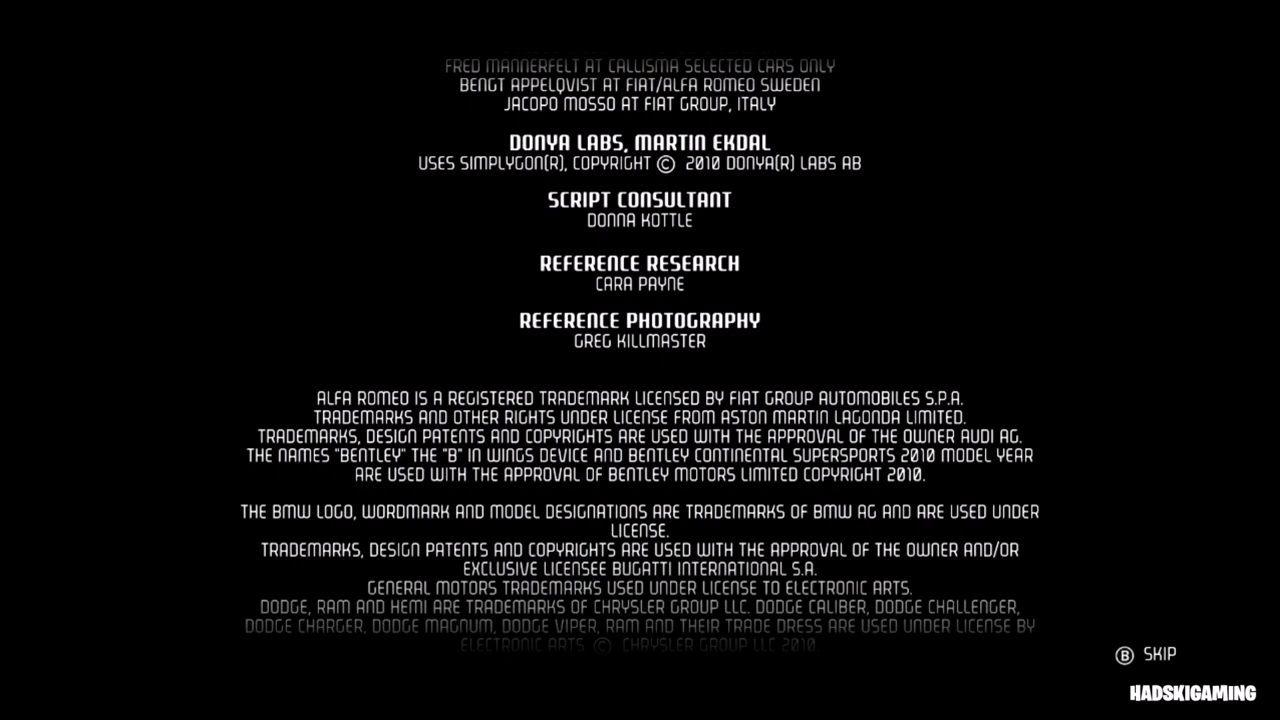 FRED MANNERFELT AT CALLISMA SELECTED CARS ONLY
BENGT APPELQVIST AT FIAT/ALFA ROMEO SWEDEN
JACOPO MOSSO AT FIAT GROUP, ITALY
DONYA LABS, MARTIN EKDAL
USES SIMPLYGON(R), COPYRIGHT © 2010 DONYA(R) LABS AB
SCRIPT CONSULTANT
DONNA KOTTLE
REFERENCE RESEARCH
CARA PAYNE
REFERENCE PHOTOGRAPHY
GREG KILLMASTER
ALFA ROMEO IS A REGISTERED TRADEMARK LICENSED BY FIAT GROUP AUTOMOBILES S.P.A.
TRADEMARKS AND OTHER RIGHTS UNDER LICENSE FROM ASTON MARTIN LAGONDA LIMITED.
TRADEMARKS, DESIGN PATENTS AND COPYRIGHTS ARE USED WITH THE APPROVAL OF THE OWNER AUDI AG.
THE NAMES "BENTLEY" THE "B" IN WINGS DEVICE AND BENTLEY CONTINENTAL SUPERSPORTS 2010 MODEL YEAR
ARE USED WITH THE APPROVAL OF BENTLEY MOTORS LIMITED COPYRIGHT 2010.
THE BMW LOGO, WORDMARK AND MODEL DESIGNATIONS ARE TRADEMARKS OF BMW AG AND ARE USED UNDER
LICENSE.
TRADEMARKS, DESIGN PATENTS AND COPYRIGHTS ARE USED WITH THE APPROVAL OF THE OWNER AND/OR
EXCLUSIVE LICENSEE BUGATTI INTERNATIONAL S.A.
GENERAL MOTORS TRADEMARKS USED UNDER LICENSE TO ELECTRONIC ARTS.
DODGE, RAM AND HEMI ARE TRADEMARKS OF CHRYSLER GROUP LLC. DODGE CALIBER, DODGE CHALLENGER,
DODGE CHARGER, DODGE MAGNUM, DODGE VIPER, RAM AND THEIR TRADE DRESS ARE USED UNDER LICENSE BY
ELECTRONIC ARTS © CHRYSLER GROUP LLC 2010.
B SKIP
HADSKIGAMING